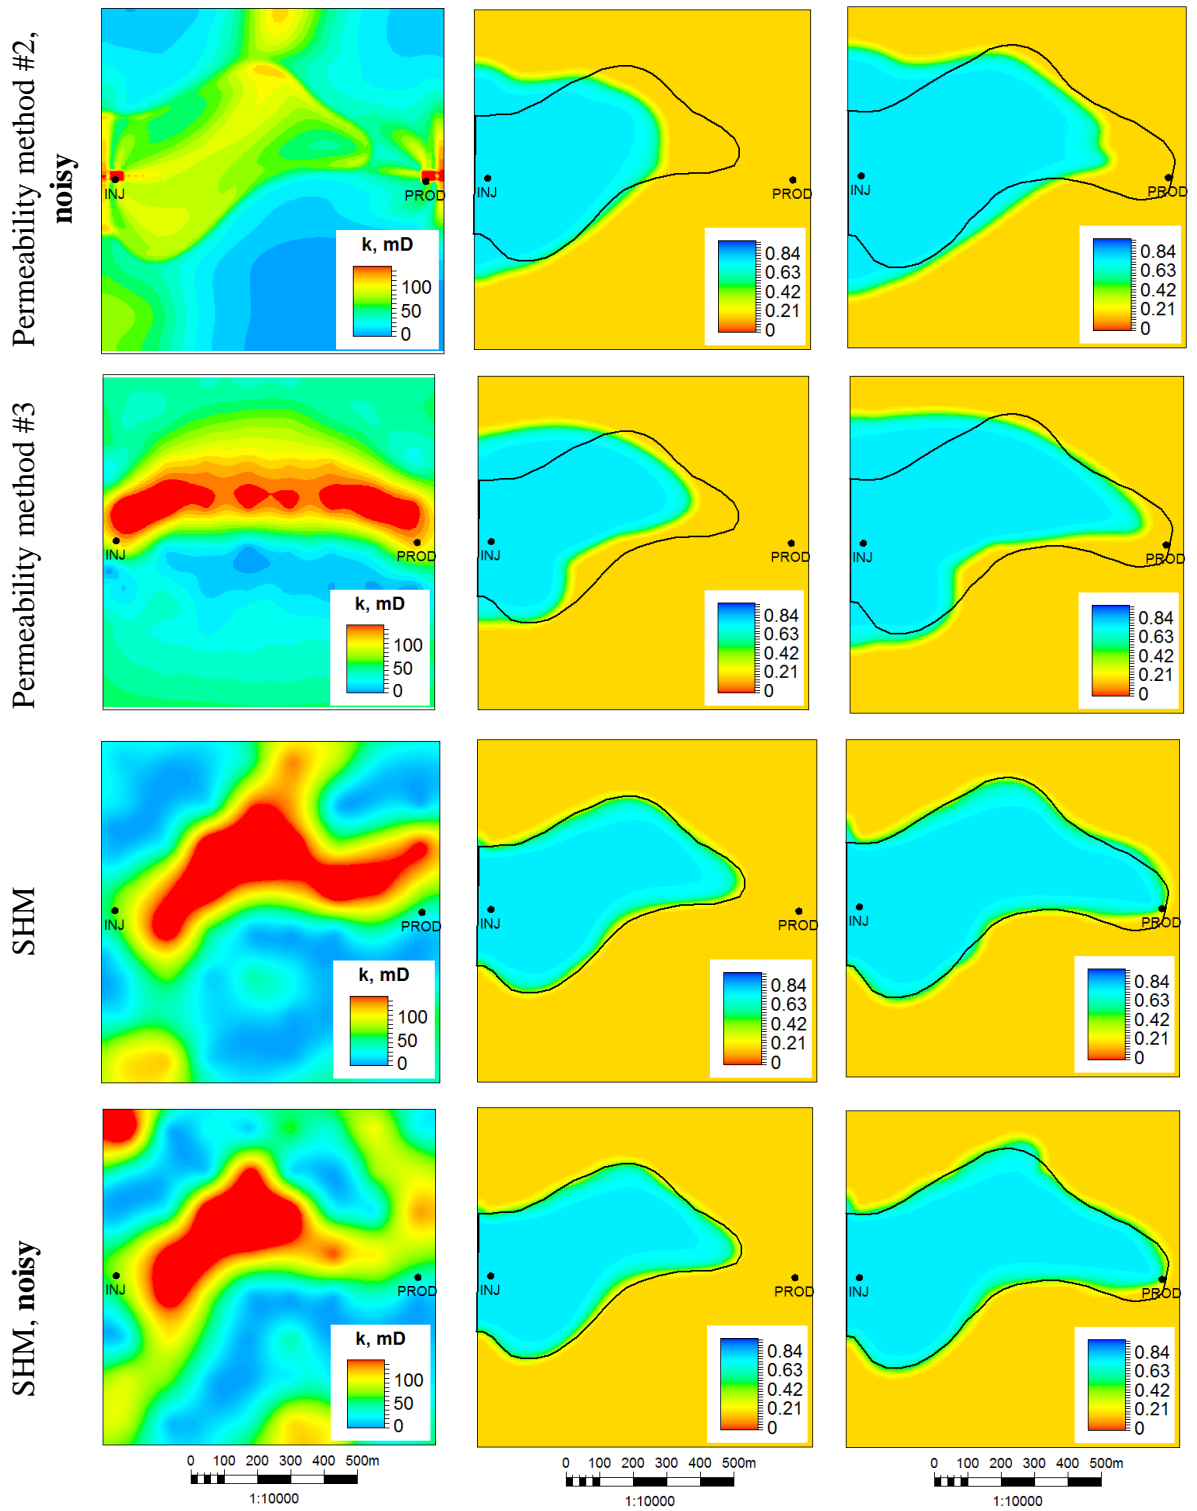 Permeability method #2,
noisy
INJ
PROD
k, mD
100
50
0
INJ
PROD
0.84
0.63
0.42
0.21
0
INJ
PROD
0.84
0.63
0.42
0.21
0
Permeability method #3
INJ
PROD
k, mD
100
50
0
INJ
PROD
0.84
0.63
0.42
0.21
0
INJ
PROD
0.84
0.63
0.42
0.21
0
SHM
INJ
PROD
k, mD
100
50
0
INJ
PROD
0.84
0.63
0.42
0.21
0
INJ
PROD
0.84
0.63
0.42
0.21
0
SHM, noisy
INJ
PROD
k, mD
100
50
0
INJ
PROD
0.84
0.63
0.42
0.21
0
INJ
PROD
0.84
0.63
0.42
0.21
0
0 100 200 300 400 500m
1:10000
0 100 200 300 400 500m
1:10000
0 100 200 300 400 500m
1:10000